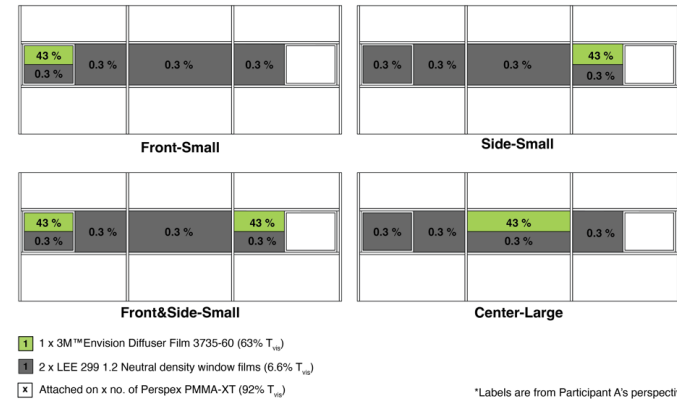 43 %
0.3 %
0.3 %
0.3 %
0.3 %
Front-Small
0.3 %
0.3 %
0.3 %
43 %
0.3 %
Side-Small
43 %
0.3 %
0.3 %
0.3 %
43 %
0.3 %
Front&Side-Small
0.3 %
0.3 %
43 %
0.3 %
0.3 %
Center-Large
1 1 x 3M™Envision Diffuser Film 3735-60 (63% Tvis)
1 2 x LEE 299 1.2 Neutral density window films (6.6% Tvis)
x Attached on x no. of Perspex PMMA-XT (92% Tvis)
*Labels are from Participant A's